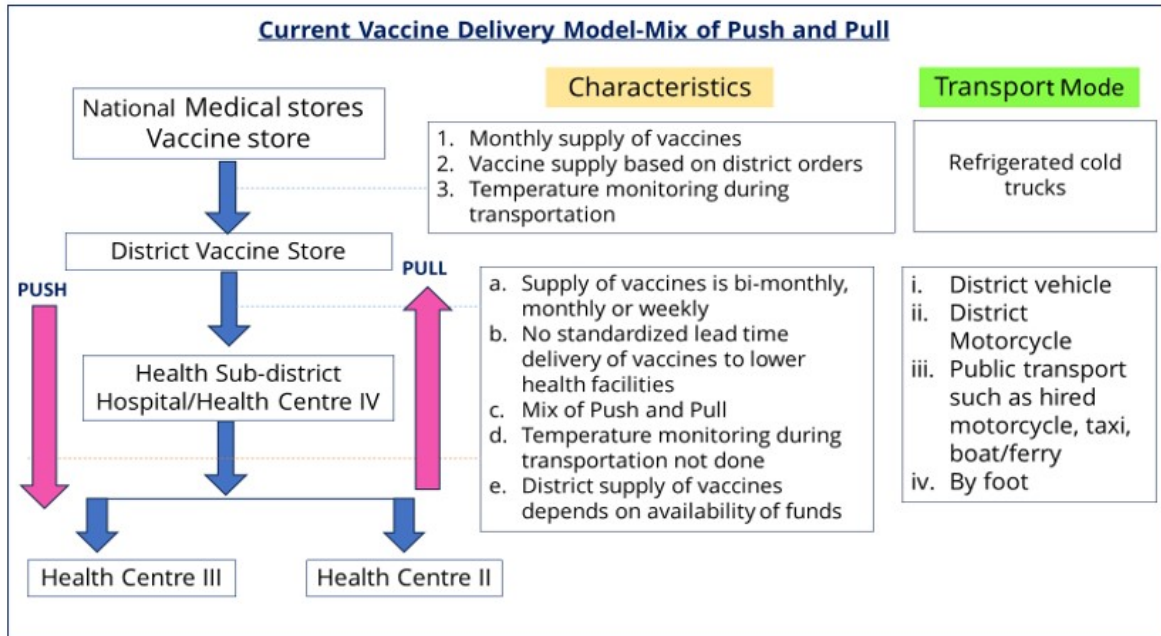 Current Vaccine Delivery Model-Mix of Push and Pull
Characteristics
Transport Mode
National Medical stores
Vaccine store
1. Monthly supply of vaccines
2. Vaccine supply based on district orders
3. Temperature monitoring during
transportation
Refrigerated cold
trucks
District Vaccine Store
PUSH
PULL
a. Supply of vaccines is bi-monthly,
monthly or weekly
b. No standardized lead time
delivery of vaccines to lower
health facilities
c. Mix of Push and Pull
d. Temperature monitoring during
transportation not done
e. District supply of vaccines
depends on availability of funds
i. District vehicle
ii. District
Motorcycle
iii. Public transport
such as hired
motorcycle, taxi,
boat/ferry
iv. By foot
Health Sub-district
Hospital/Health Centre IV
Health Centre III
Health Centre II